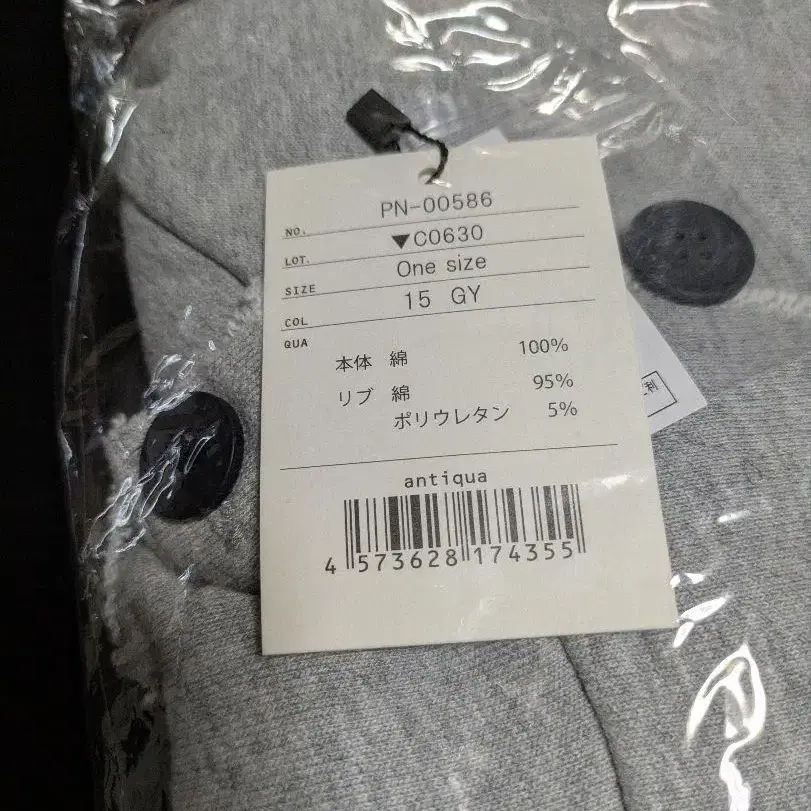 NO. PN-00586
LOT. ▼C0630
SIZE One size
COL 15 GY
QUA
本体 綿 100%
リブ 綿 95%
ポリウレタン 5%
antiqua
4 573628 174355